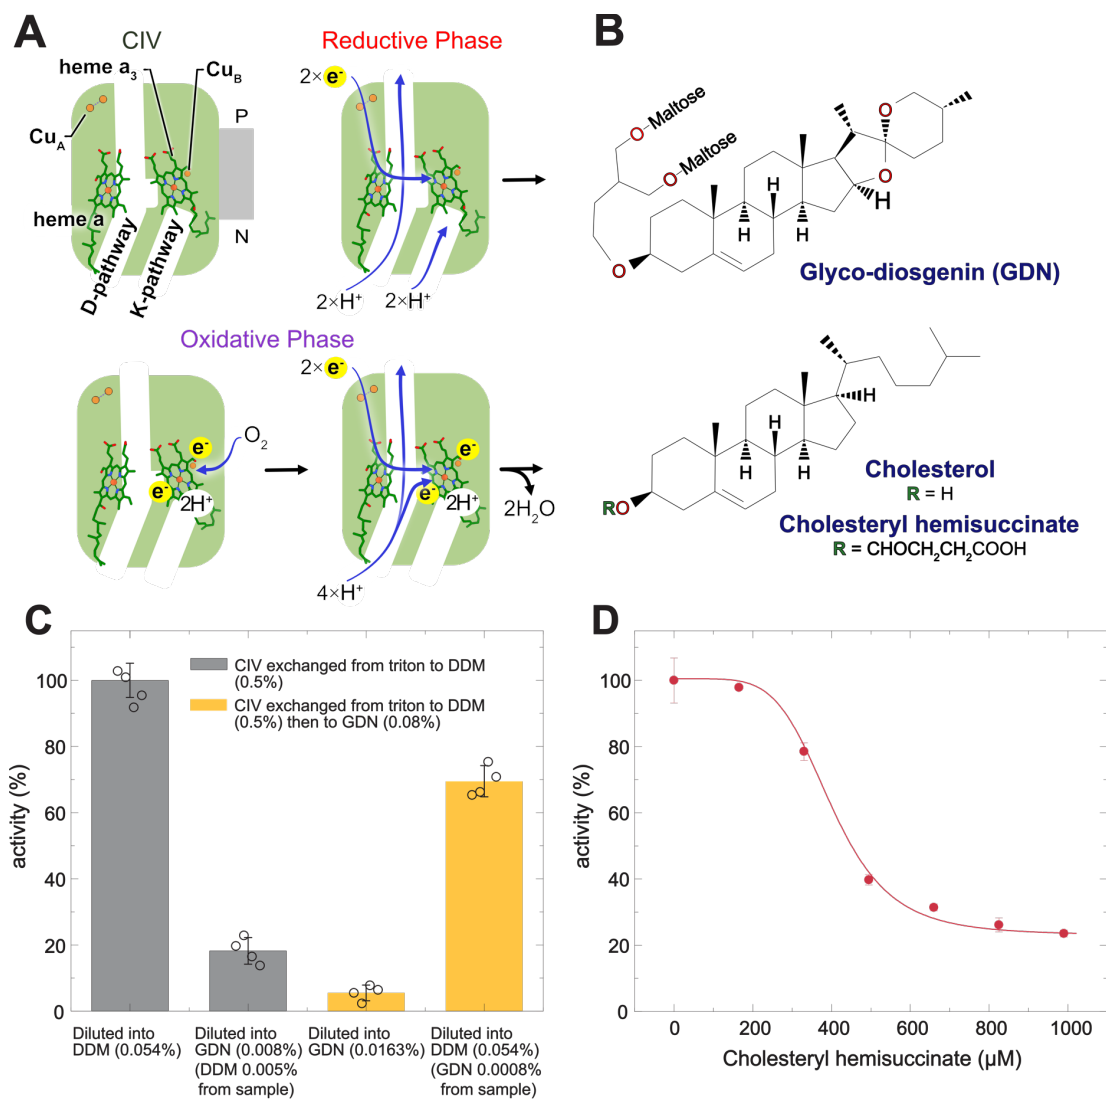 A
CIV
heme a3
CuB
CuA
P
N
heme a
D-pathway
K-pathway
Reductive Phase
2× e-
2×H+
2×H+
Oxidative Phase
e-
O2
e-
2H+
2× e-
e-
e-
2H+
2H2O
4×H+
B
O-Maltose
O-Maltose
O
O
H
H
H
H
O
Glyco-diosgenin (GDN)
H
H
H
H
RO
Cholesterol
R = H
Cholesteryl hemisuccinate
R = CHOCH2CH2COOH
C
activity (%)
100
80
60
40
20
0
CIV exchanged from triton to DDM
(0.5%)
CIV exchanged from triton to DDM
(0.5%) then to GDN (0.08%)
Diluted into
DDM (0.054%)
Diluted into
GDN (0.008%)
(DDM 0.005%
from sample)
Diluted into
GDN (0.0163%)
Diluted into
DDM (0.054%)
(GDN 0.0008%
from sample)
D
activity (%)
100
80
60
40
20
0
0 200 400 600 800 1000
Cholesteryl hemisuccinate (µM)